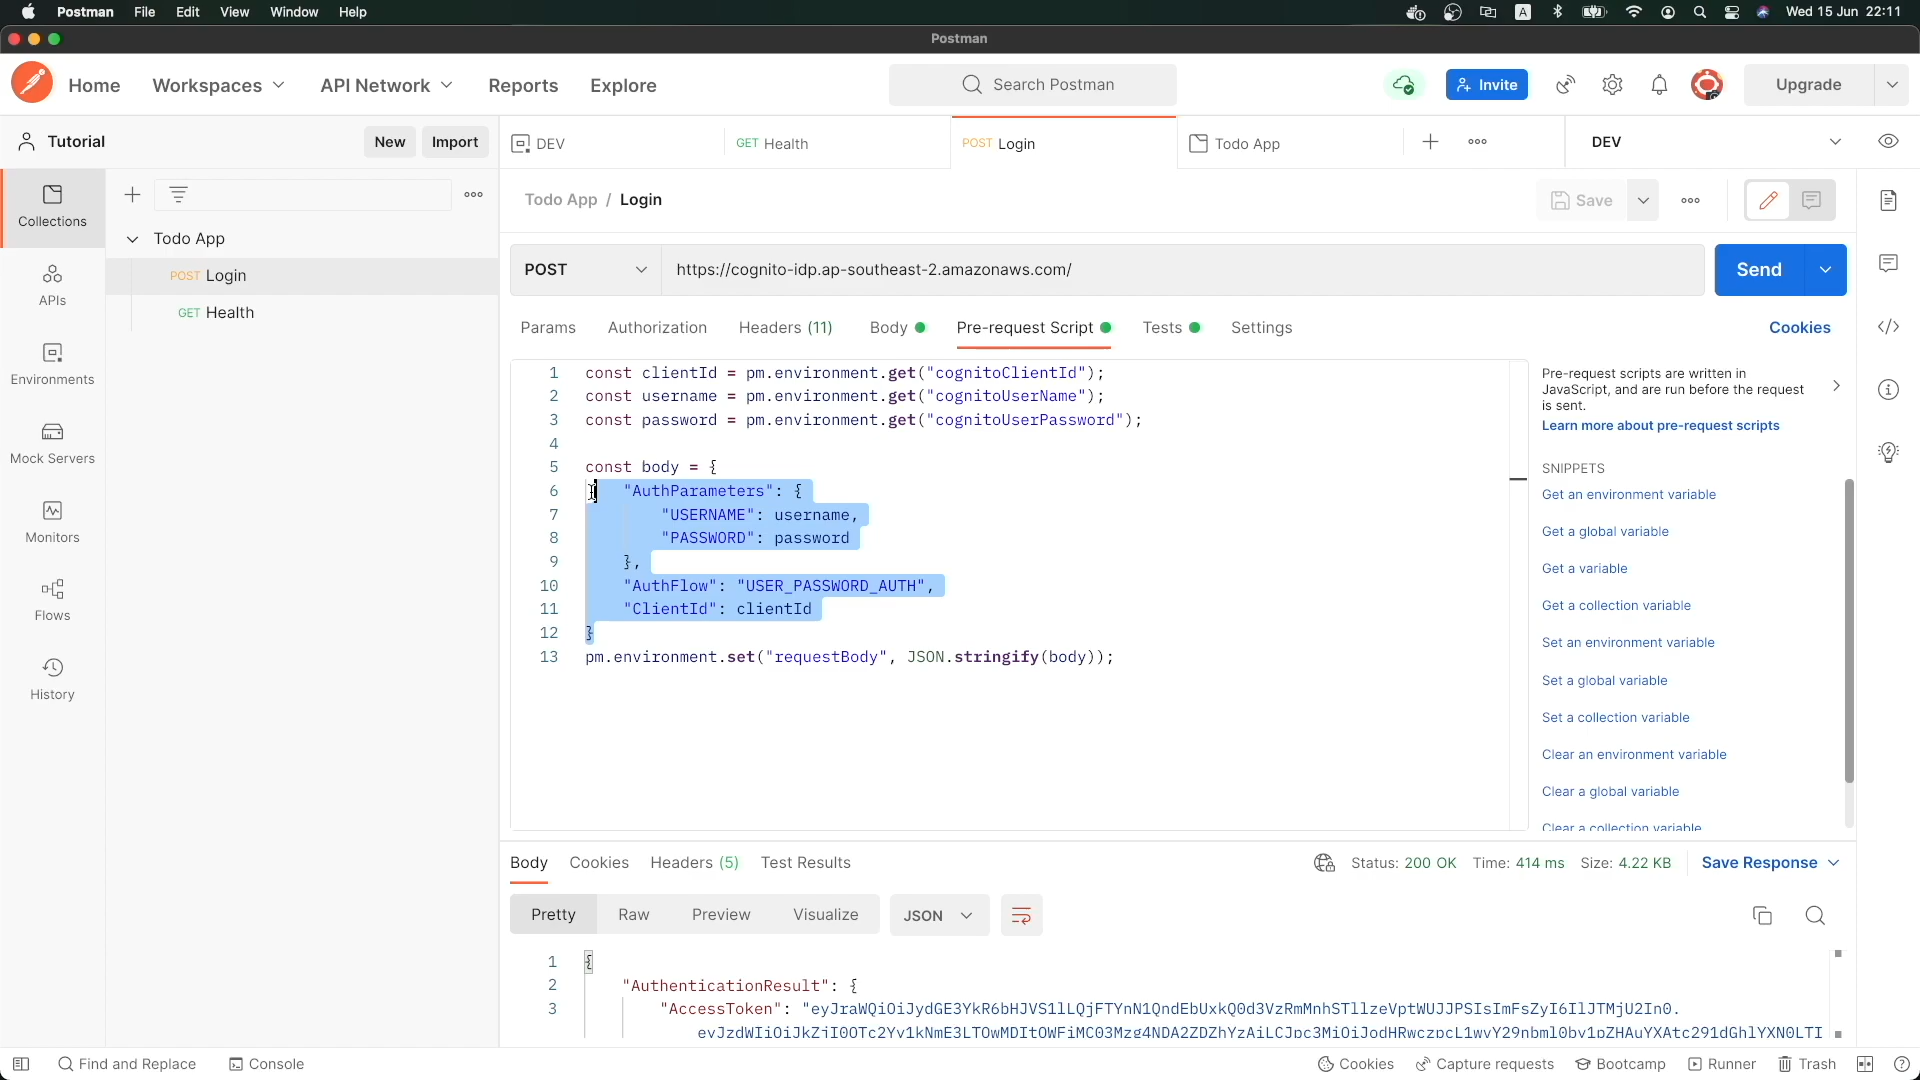 Postman File Edit View Window Help
A
Wed 15 Jun 22:11
Postman
Home Workspaces API Network Reports Explore
Search Postman
Invite
Upgrade
Tutorial
New Import
DEV
GET Health
POST Login
Todo App
DEV
Collections
APIs
Environments
Mock Servers
Monitors
Flows
History
Todo App
POST Login
GET Health
Todo App / Login
Save
POST
https://cognito-idp.ap-southeast-2.amazonaws.com/
Send
Params Authorization Headers (11) Body Pre-request Script Tests Settings
Cookies
1 const clientId = pm.environment.get("cognitoClientId");
2 const username = pm.environment.get("cognitoUserName");
3 const password = pm.environment.get("cognitoUserPassword");
4
5 const body = {
6 "AuthParameters": {
7 "USERNAME": username,
8 "PASSWORD": password
9 },
10 "AuthFlow": "USER_PASSWORD_AUTH",
11 "ClientId": clientId
12 }
13 pm.environment.set("requestBody", JSON.stringify(body));
Pre-request scripts are written in
JavaScript, and are run before the request
is sent.
Learn more about pre-request scripts
SNIPPETS
Get an environment variable
Get a global variable
Get a variable
Get a collection variable
Set an environment variable
Set a global variable
Set a collection variable
Clear an environment variable
Clear a global variable
Clear a collection variable
Body Cookies Headers (5) Test Results
Status: 200 OK Time: 414 ms Size: 4.22 KB
Save Response
Pretty Raw Preview Visualize
JSON
1 {
2 "AuthenticationResult": {
3 "AccessToken":
Find and Replace Console
Cookies Capture requests Bootcamp Runner Trash